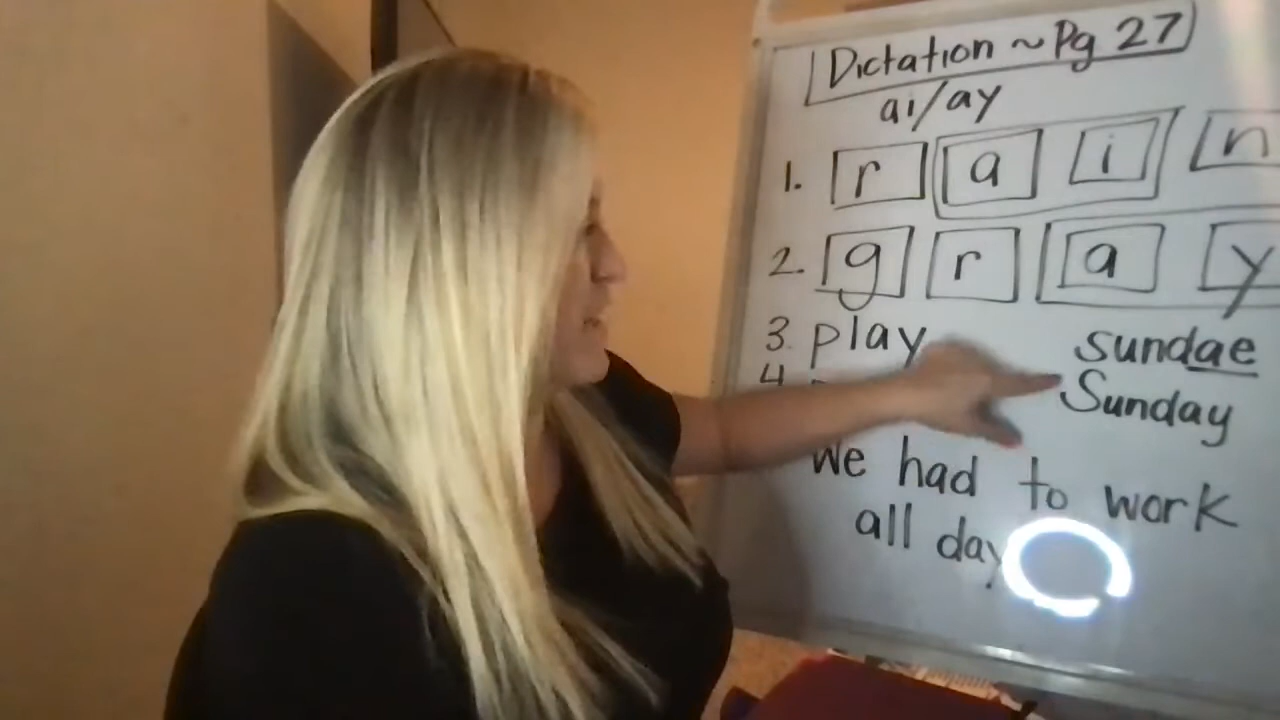 Dictation ~ Pg 27
ai/ay
1. r a i n
2. g r a y
3. play sundae
4 Sunday
We had to work
all day